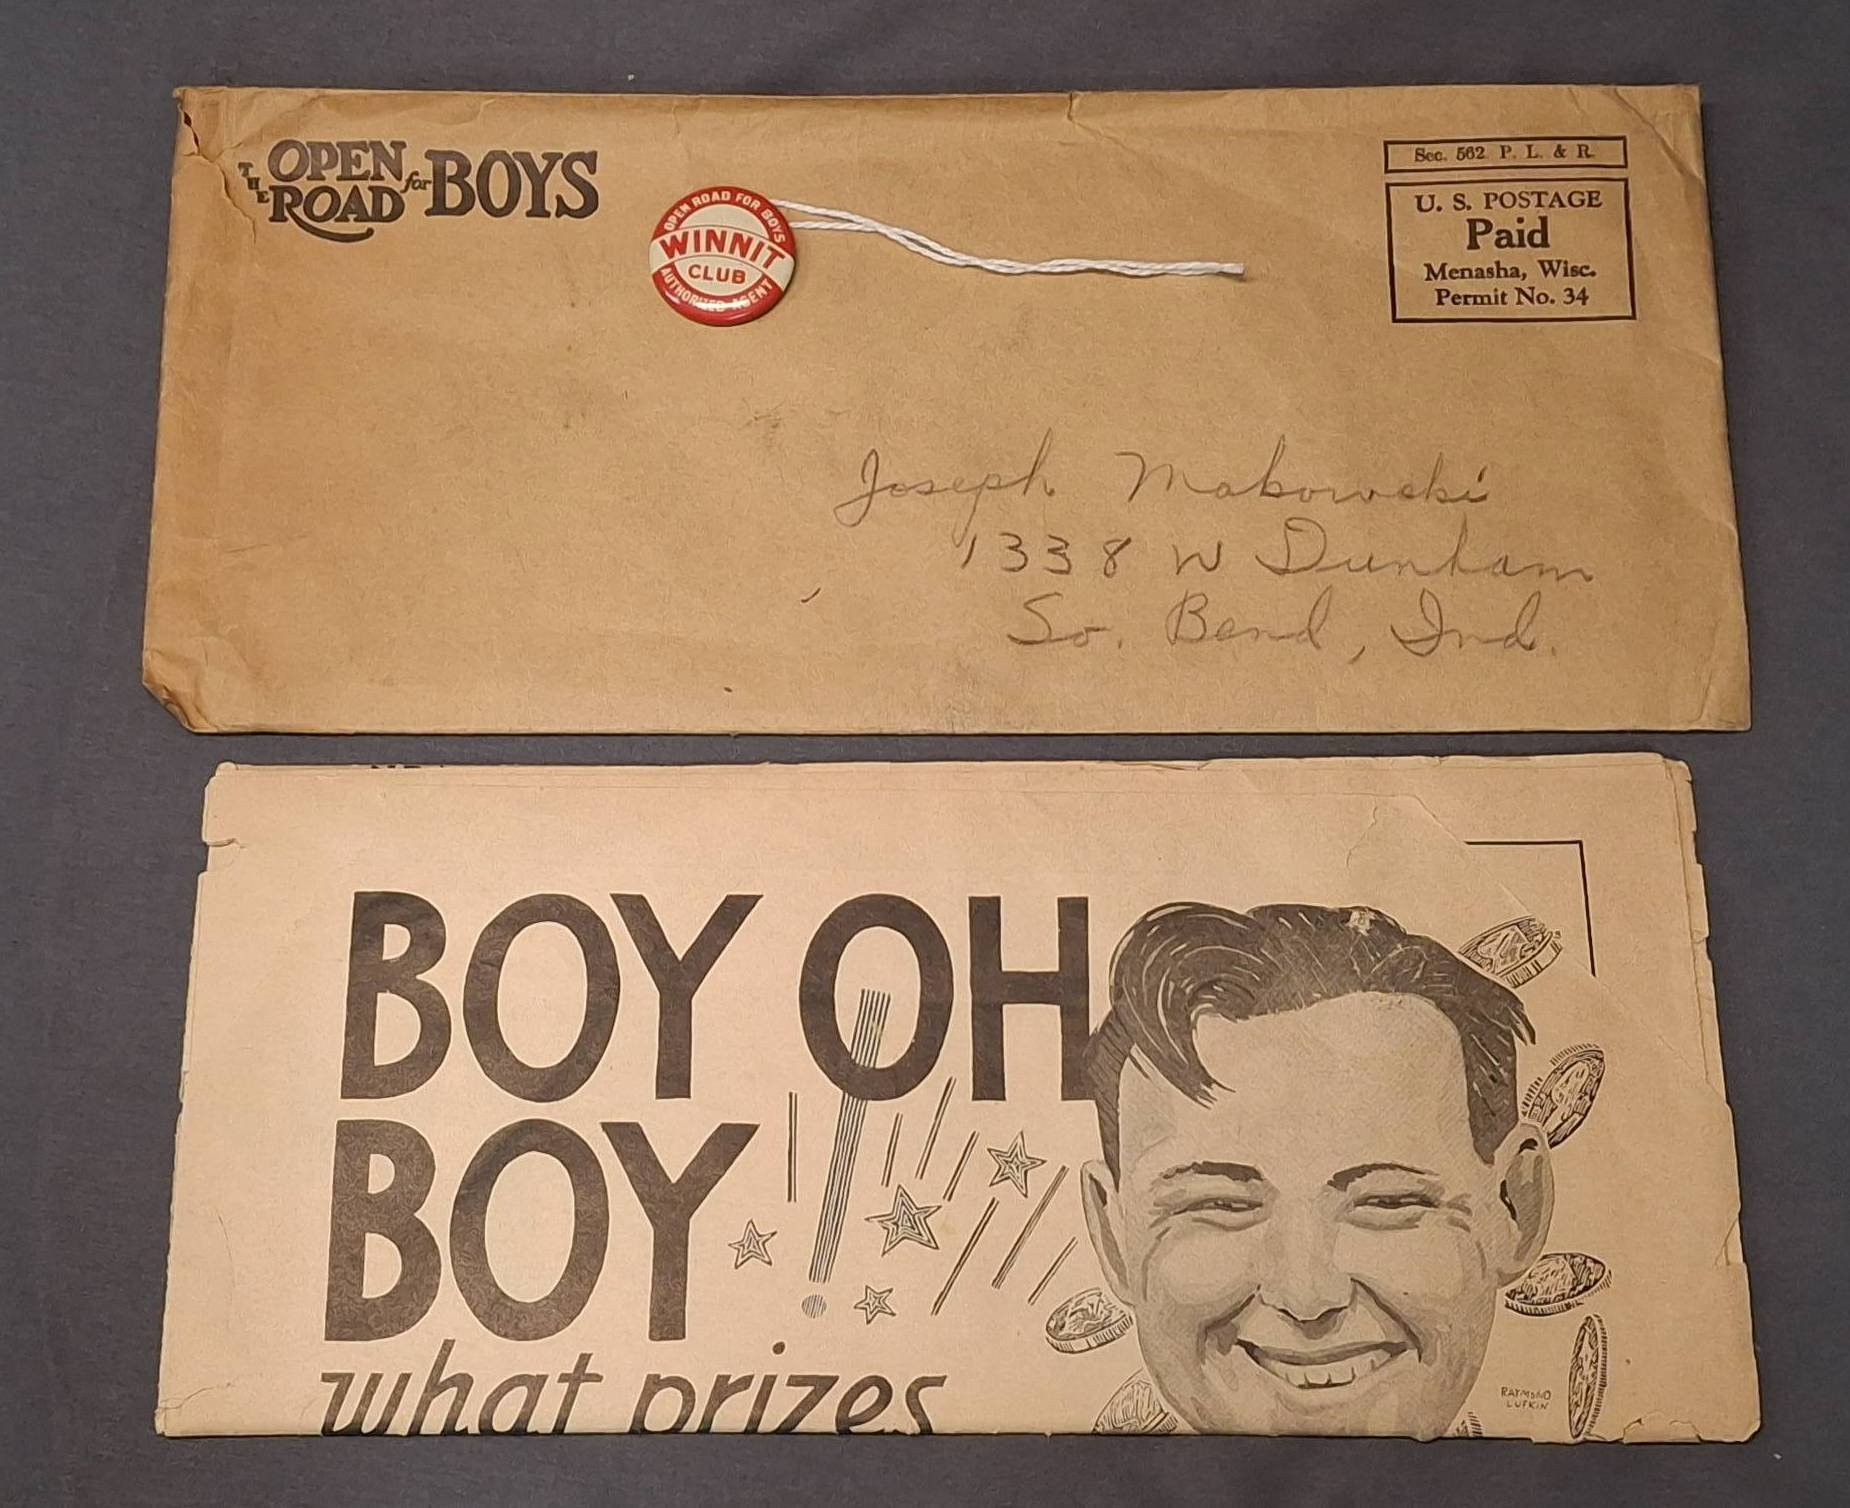 THE OPEN ROAD for BOYS
OPEN ROAD FOR BOYS
WINNIT
CLUB
AUTHORIZED AGENT
Sec. 562 P. L. & R.
U. S. POSTAGE
Paid
Menasha, Wisc.
Permit No. 34
Joseph Makowski
1338 W Dunham
So. Bend, Ind.
BOY OH
BOY!
what prizes
RAYMOND
LUFKIN